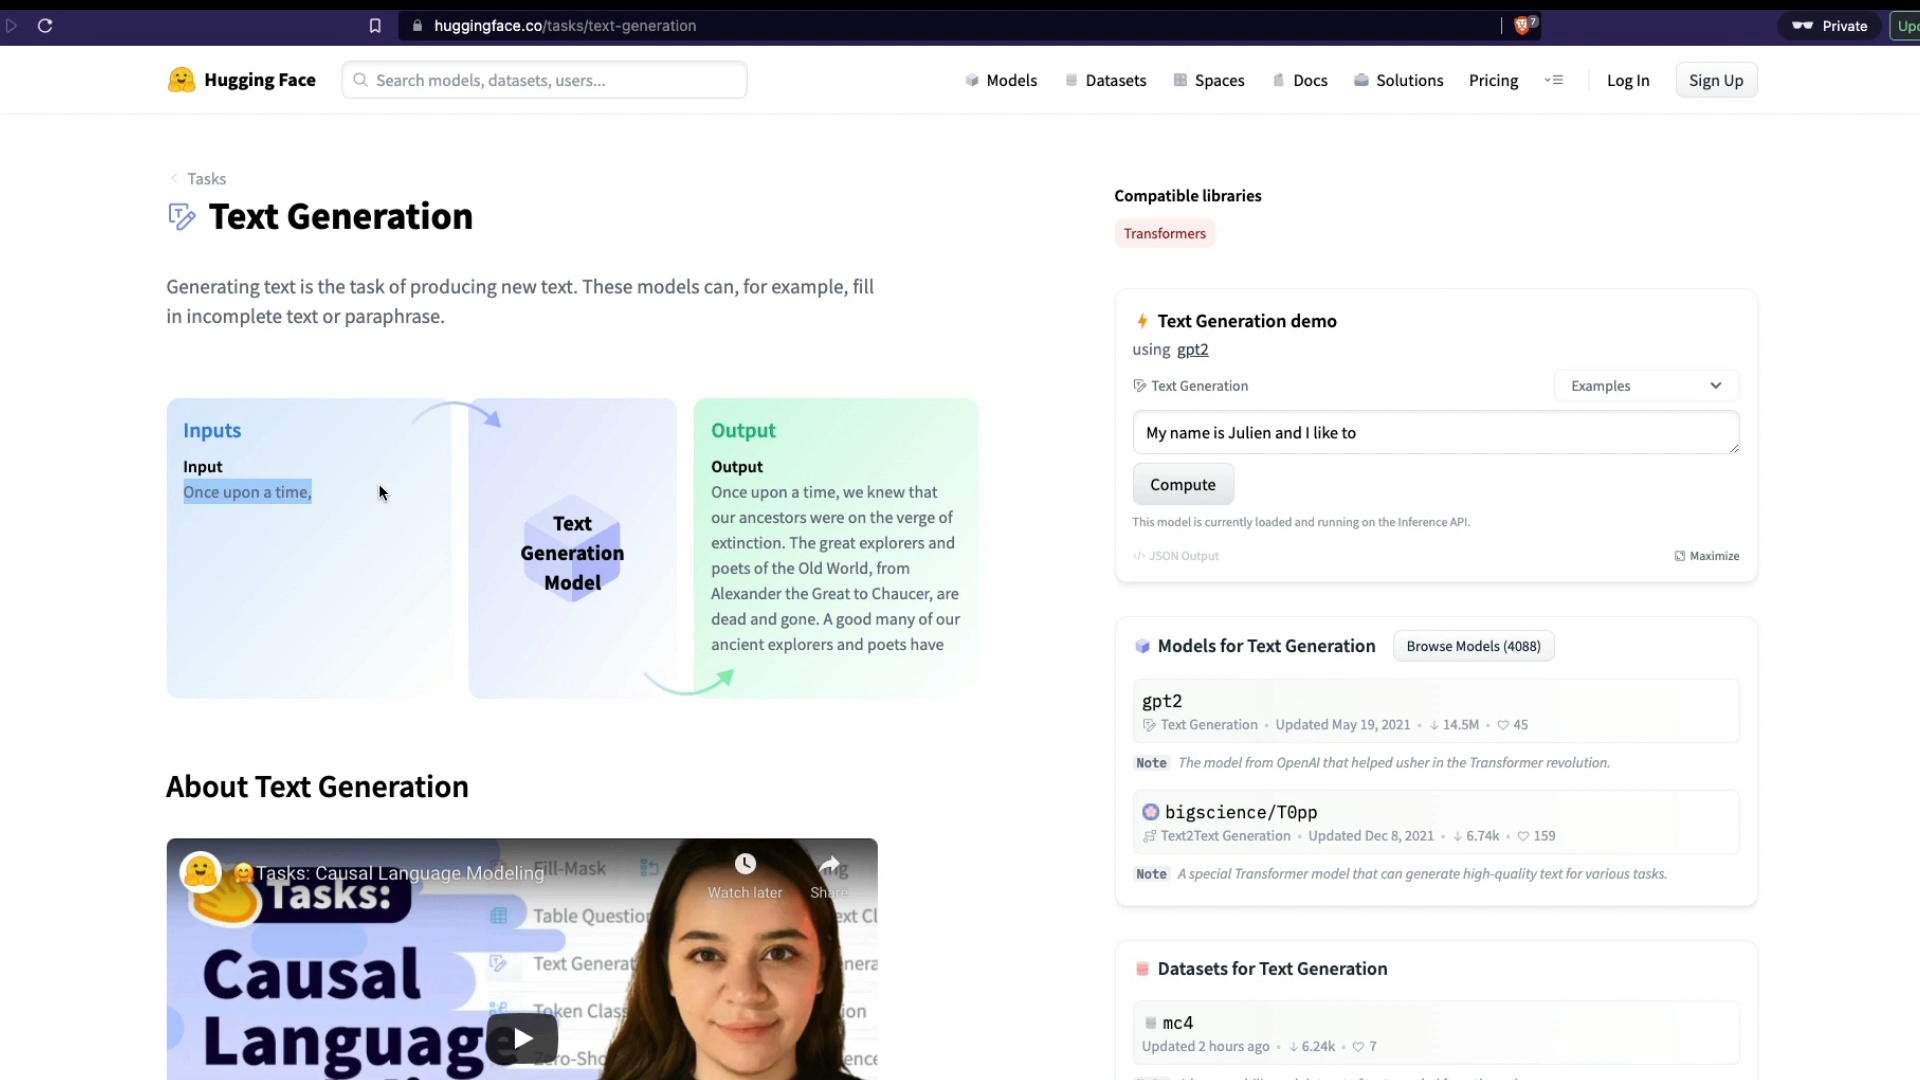 huggingface.co/tasks/text-generation
7
Private
Hugging Face
Search models, datasets, users...
Models
Datasets
Spaces
Docs
Solutions
Pricing
Log In
Sign Up
Tasks
Text Generation
Generating text is the task of producing new text. These models can, for example, fill
in incomplete text or paraphrase.
Inputs
Input
Once upon a time,
Text
Generation
Model
Output
Output
Once upon a time, we knew that
our ancestors were on the verge of
extinction. The great explorers and
poets of the Old World, from
Alexander the Great to Chaucer, are
dead and gone. A good many of our
ancient explorers and poets have
About Text Generation
Tasks: Causal Language Modeling
Watch later
Share
Fill-Mask
Tasks:
Table Question
Causal
Text Generat
Token Class
Language
Zero-Sho
Compatible libraries
Transformers
Text Generation demo
using gpt2
Text Generation
Examples
My name is Julien and I like to
Compute
This model is currently loaded and running on the Inference API.
</> JSON Output
Maximize
Models for Text Generation
Browse Models (4088)
gpt2
Text Generation • Updated May 19, 2021 • ↓ 14.5M • ♡ 45
Note The model from OpenAI that helped usher in the Transformer revolution.
bigscience/T0pp
Text2Text Generation • Updated Dec 8, 2021 • ↓ 6.74k • ♡ 159
Note A special Transformer model that can generate high-quality text for various tasks.
Datasets for Text Generation
mc4
Updated 2 hours ago • ↓ 6.24k • ♡ 7